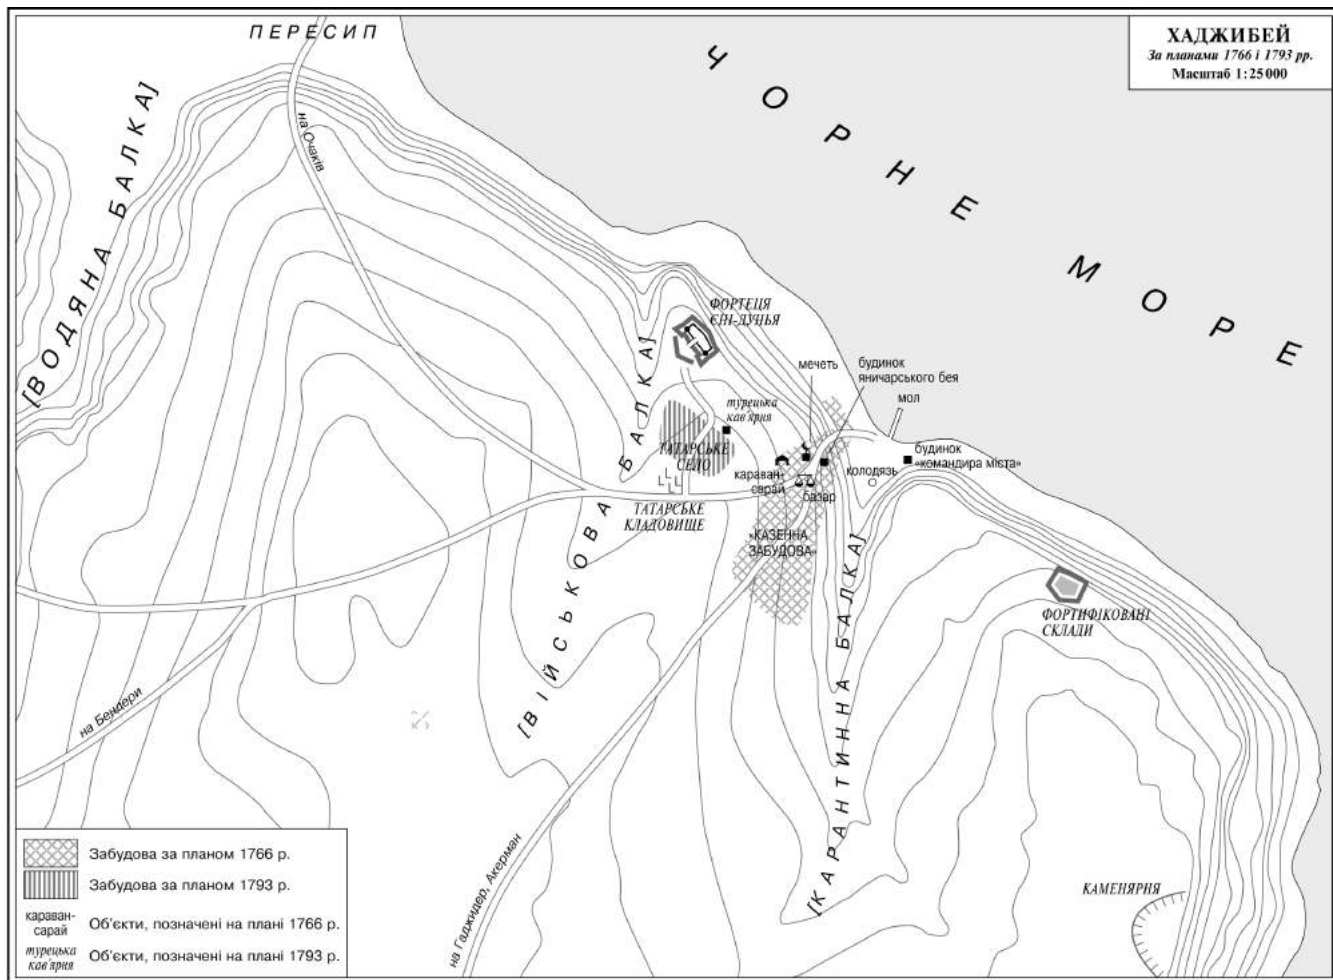 ПЕРЕСИП
ХАДЖИБЕЙ
За планами 1766 і 1793 рр.
Масштаб 1:25 000
ЧОРНЕ МОРЕ
[ВОДЯНА БАЛКА]
на Очаків
ФОРТЕЦЯ
ЄНІ-ДУНЬЯ
мечеть
будинок
яничарського бея
мол
турецька
кав'ярня
[ВІЙСЬКОВА БАЛКА]
ТАТАРСЬКЕ
СЕЛО
караван-
сарай
базар
колодязь
будинок
«командира міста»
ТАТАРСЬКЕ
КЛАДОВИЩЕ
«КАЗЕННА
ЗАБУДОВА»
[КАРАНТИННА БАЛКА]
ФОРТИФІКОВАНІ
СКЛАДИ
на Бендери
на Гаджидер, Акерман
КАМЕНЯРНЯ
Забудова за планом 1766 р.
Забудова за планом 1793 р.
караван-
сарай
Об'єкти, позначені на плані 1766 р.
турецька
кав'ярня
Об'єкти, позначені на плані 1793 р.